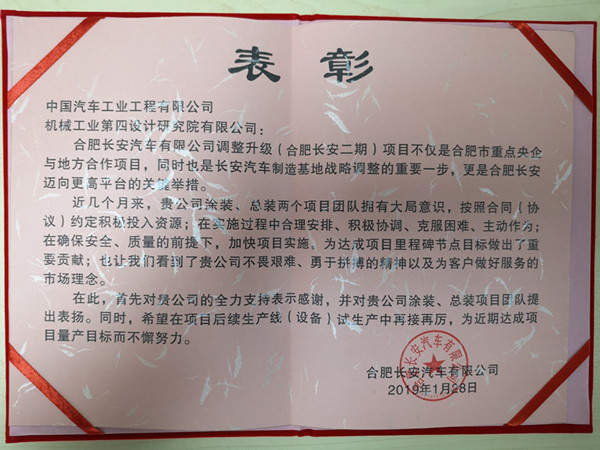 表 彰
中国汽车工业工程有限公司
机械工业第四设计研究院有限公司：
合肥长安汽车有限公司调整升级（合肥长安二期）项目不仅是合肥市重点央企
与地方合作项目，同时也是长安汽车制造基地战略调整的重要一步，更是合肥长安
迈向更高平台的关键举措。
近几个月来，贵公司涂装、总装两个项目团队拥有大局意识，按照合同（协
议）约定积极投入资源；在实施过程中合理安排、积极协调、克服困难、主动作为；
在确保安全、质量的前提下，加快项目实施，为达成项目里程碑节点目标做出了重
要贡献；也让我们看到了贵公司不畏艰难、勇于拼搏的精神以及为客户做好服务的
市场理念。
在此，首先对贵公司的全力支持表示感谢，并对贵公司涂装、总装项目团队提
出表扬。同时，希望在项目后续生产线（设备）试生产中再接再厉，为近期达成项
目量产目标而不懈努力。
合肥长安汽车有限公司
2019年1月28日
合肥长安汽车有限公司